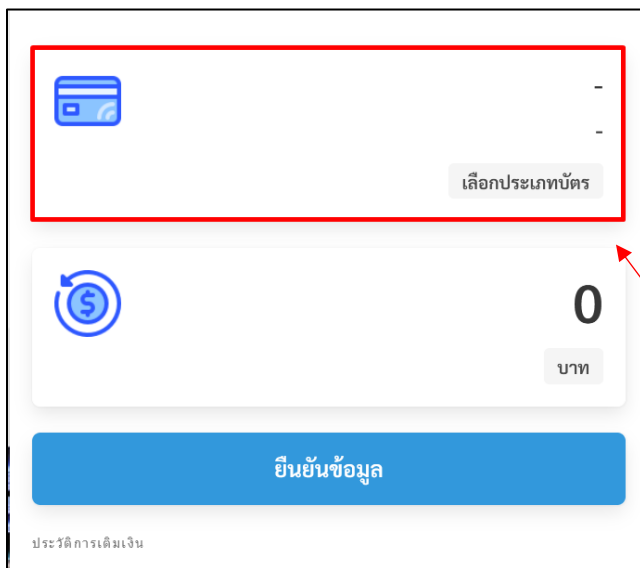 -
-
เลือกประเภทบัตร
0
บาท
ยืนยันข้อมูล
ประวัติการเติมเงิน